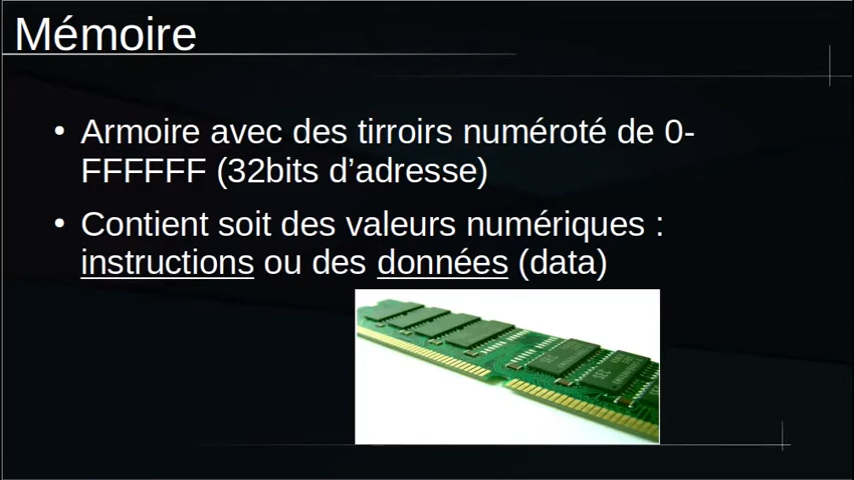 Mémoire
• Armoire avec des tirroirs numéroté de 0-
FFFFFF (32bits d’adresse)
• Contient soit des valeurs numériques :
instructions ou des données (data)